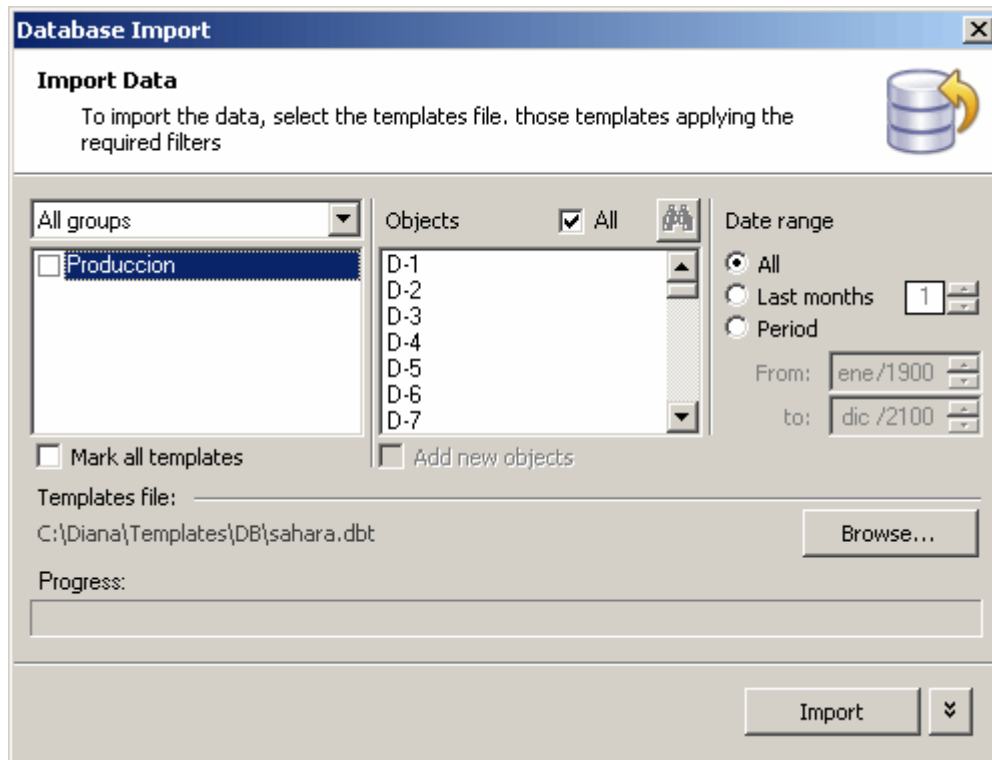 Database Import
Import Data
To import the data, select the templates file. those templates applying the
required filters
All groups
Produccion
Mark all templates
Objects
All
D-1
D-2
D-3
D-4
D-5
D-6
D-7
Add new objects
Date range
All
Last months 1
Period
From: ene/1900
to: dic /2100
Templates file:
C:\Diana\Templates\DB\sahara.dbt
Browse...
Progress:
Import